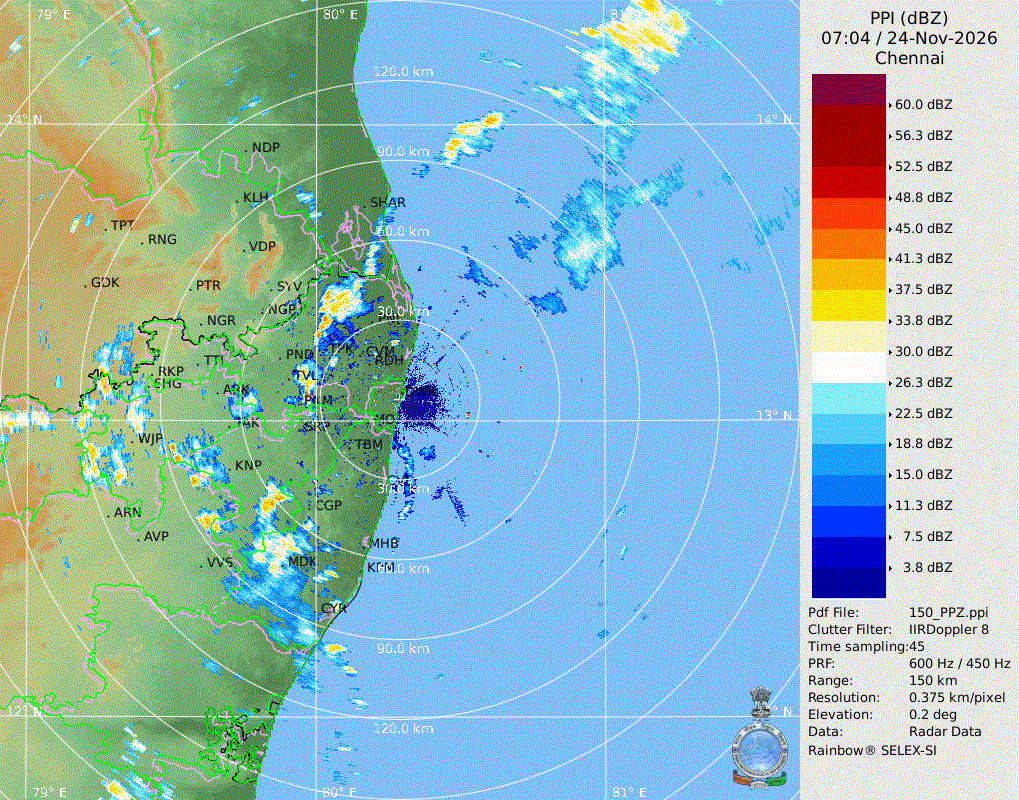 PPI (dBZ)
07:04 / 24-Nov-2026
Chennai
60.0 dBZ
56.3 dBZ
52.5 dBZ
48.8 dBZ
45.0 dBZ
41.3 dBZ
37.5 dBZ
33.8 dBZ
30.0 dBZ
26.3 dBZ
22.5 dBZ
18.8 dBZ
15.0 dBZ
11.3 dBZ
7.5 dBZ
3.8 dBZ
Pdf File: 150_PPZ.ppi
Clutter Filter: IIRDoppler 8
Time sampling:45
PRF: 600 Hz / 450 Hz
Range: 150 km
Resolution: 0.375 km/pixel
Elevation: 0.2 deg
Data: Radar Data
Rainbow® SELEX-SI
79° E
80° E
120.0 km
14° N
14° N
NDP
90.0 km
KLH
SHAR
TPT
RNG
60.0 km
VDP
GDK
PTR
SYV
NGP
30.0 km
NGR
PND
CVM
TTI
RDH
RKP
SHG
TVL
ARK
13° N
SRP
WJP
TBM
KNP
30.0 km
ARN
CGP
AVP
MHB
VVS
MDK
60.0 km
CYR
90.0 km
12° N
120.0 km
79° E
80° E
81° E